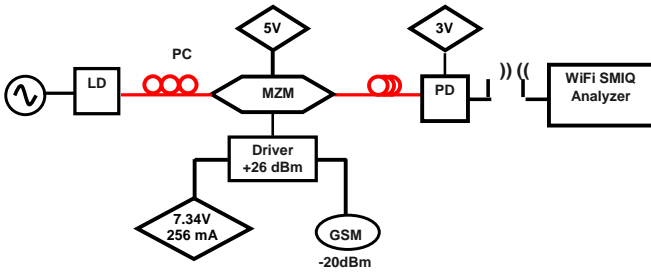 5V
3V
PC
LD
MZM
PD
WiFi SMIQ
Analyzer
Driver
+26 dBm
7.34V
256 mA
GSM
-20dBm